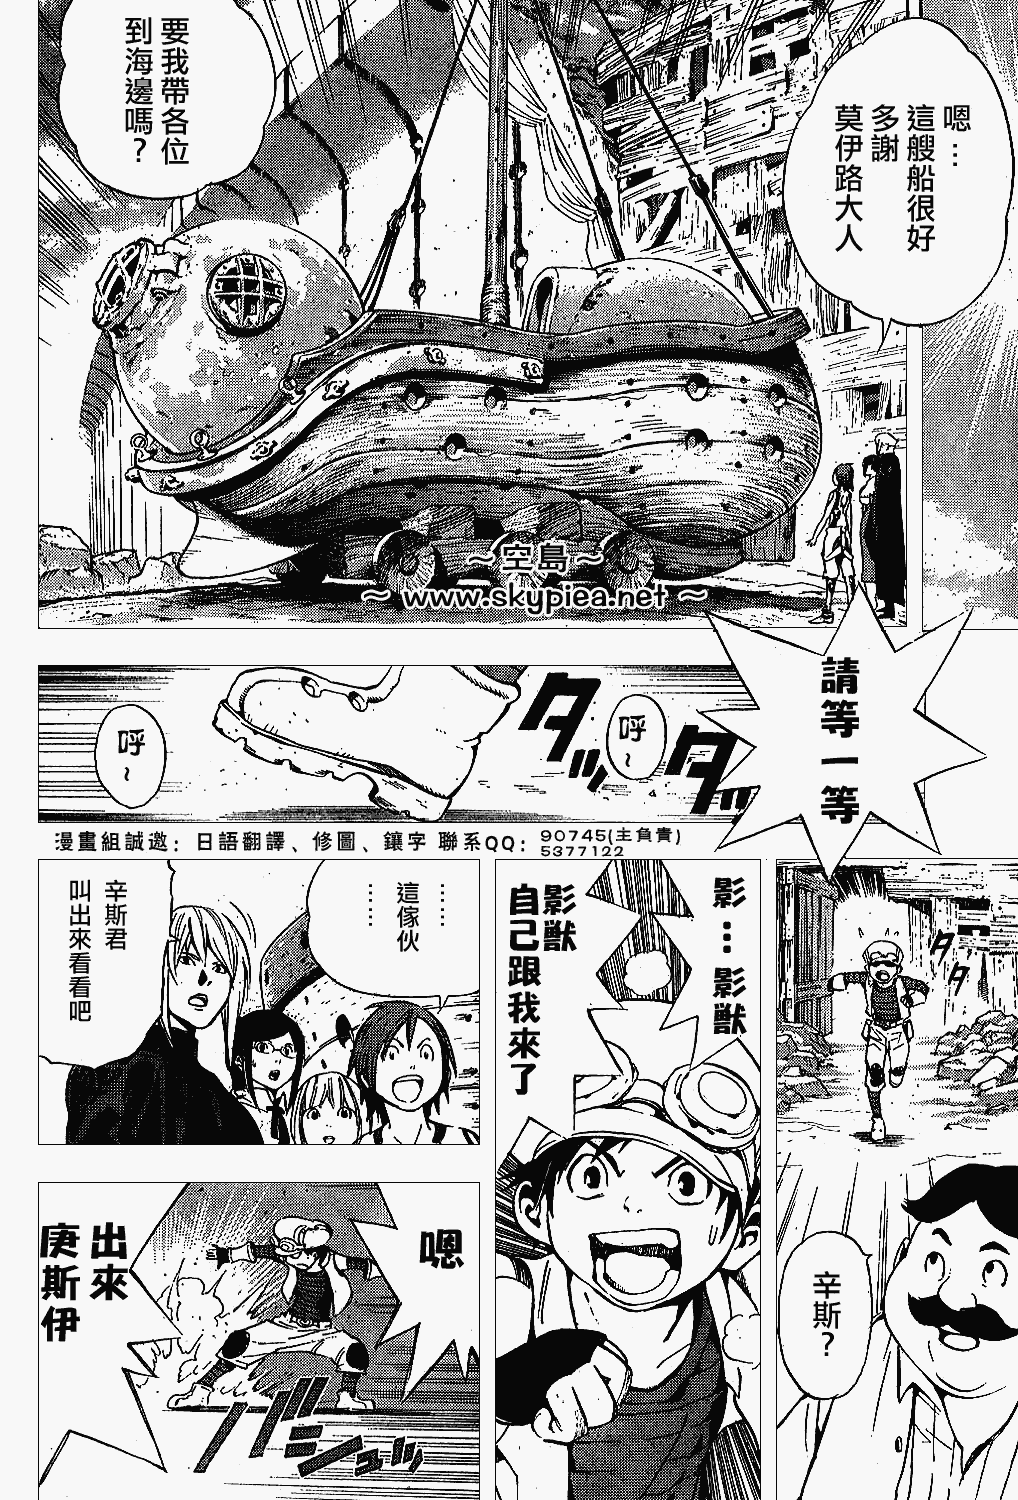 嗯…
這艘船很好
多謝
莫伊路大人
要我帶各位
到海邊嗎？
～空島～
～ www.skypiea.net ～
請等一等
タッ
タッ
呼~
呼~
漫畫組誠邀：日語翻譯、修圖、鑲字 聯系QQ：
90745(主負責)
5377122
タ
タ
辛斯？
影…影獸
影獸
自己跟我來了
……
這傢伙
……
辛斯君
叫出來看看吧
嗯
出來
庚斯伊
バシュッ